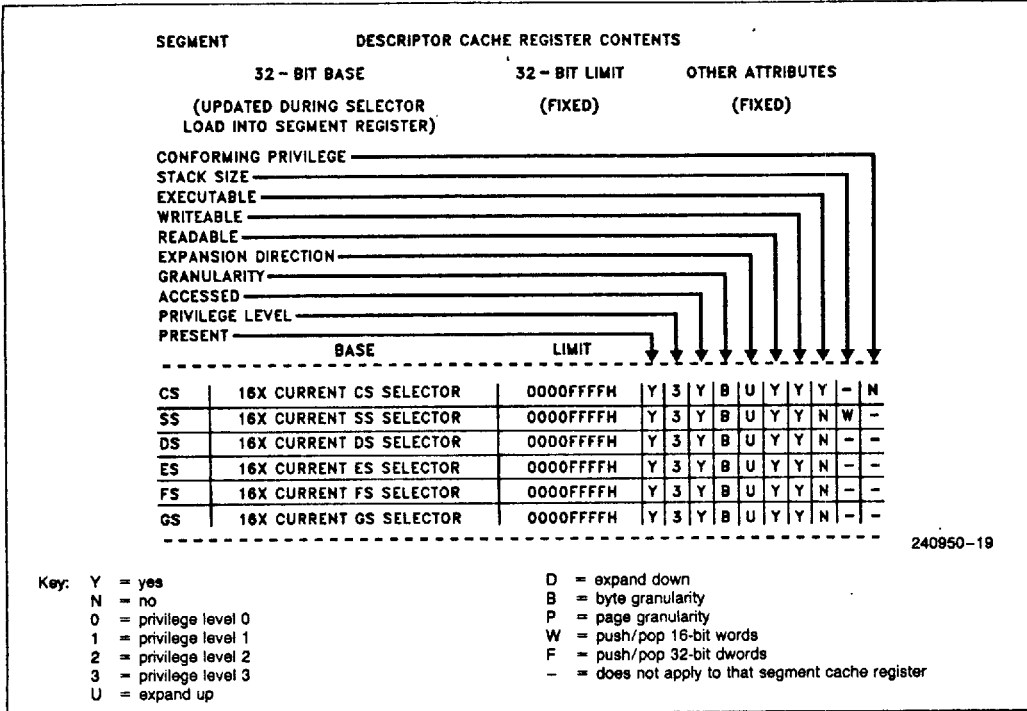 SEGMENT DESCRIPTOR CACHE REGISTER CONTENTS
32 – BIT BASE 32 – BIT LIMIT OTHER ATTRIBUTES
(UPDATED DURING SELECTOR (FIXED) (FIXED)
LOAD INTO SEGMENT REGISTER)
CONFORMING PRIVILEGE
STACK SIZE
EXECUTABLE
WRITEABLE
READABLE
EXPANSION DIRECTION
GRANULARITY
ACCESSED
PRIVILEGE LEVEL
PRESENT
BASE LIMIT
CS 16X CURRENT CS SELECTOR 0000FFFFH Y 3 Y B U Y Y Y – N
SS 16X CURRENT SS SELECTOR 0000FFFFH Y 3 Y B U Y Y N W –
DS 16X CURRENT DS SELECTOR 0000FFFFH Y 3 Y B U Y Y N – –
ES 16X CURRENT ES SELECTOR 0000FFFFH Y 3 Y B U Y Y N – –
FS 16X CURRENT FS SELECTOR 0000FFFFH Y 3 Y B U Y Y N – –
GS 16X CURRENT GS SELECTOR 0000FFFFH Y 3 Y B U Y Y N – –
240950–19
Key: Y = yes
N = no
0 = privilege level 0
1 = privilege level 1
2 = privilege level 2
3 = privilege level 3
U = expand up
D = expand down
B = byte granularity
P = page granularity
W = push/pop 16-bit words
F = push/pop 32-bit dwords
– = does not apply to that segment cache register